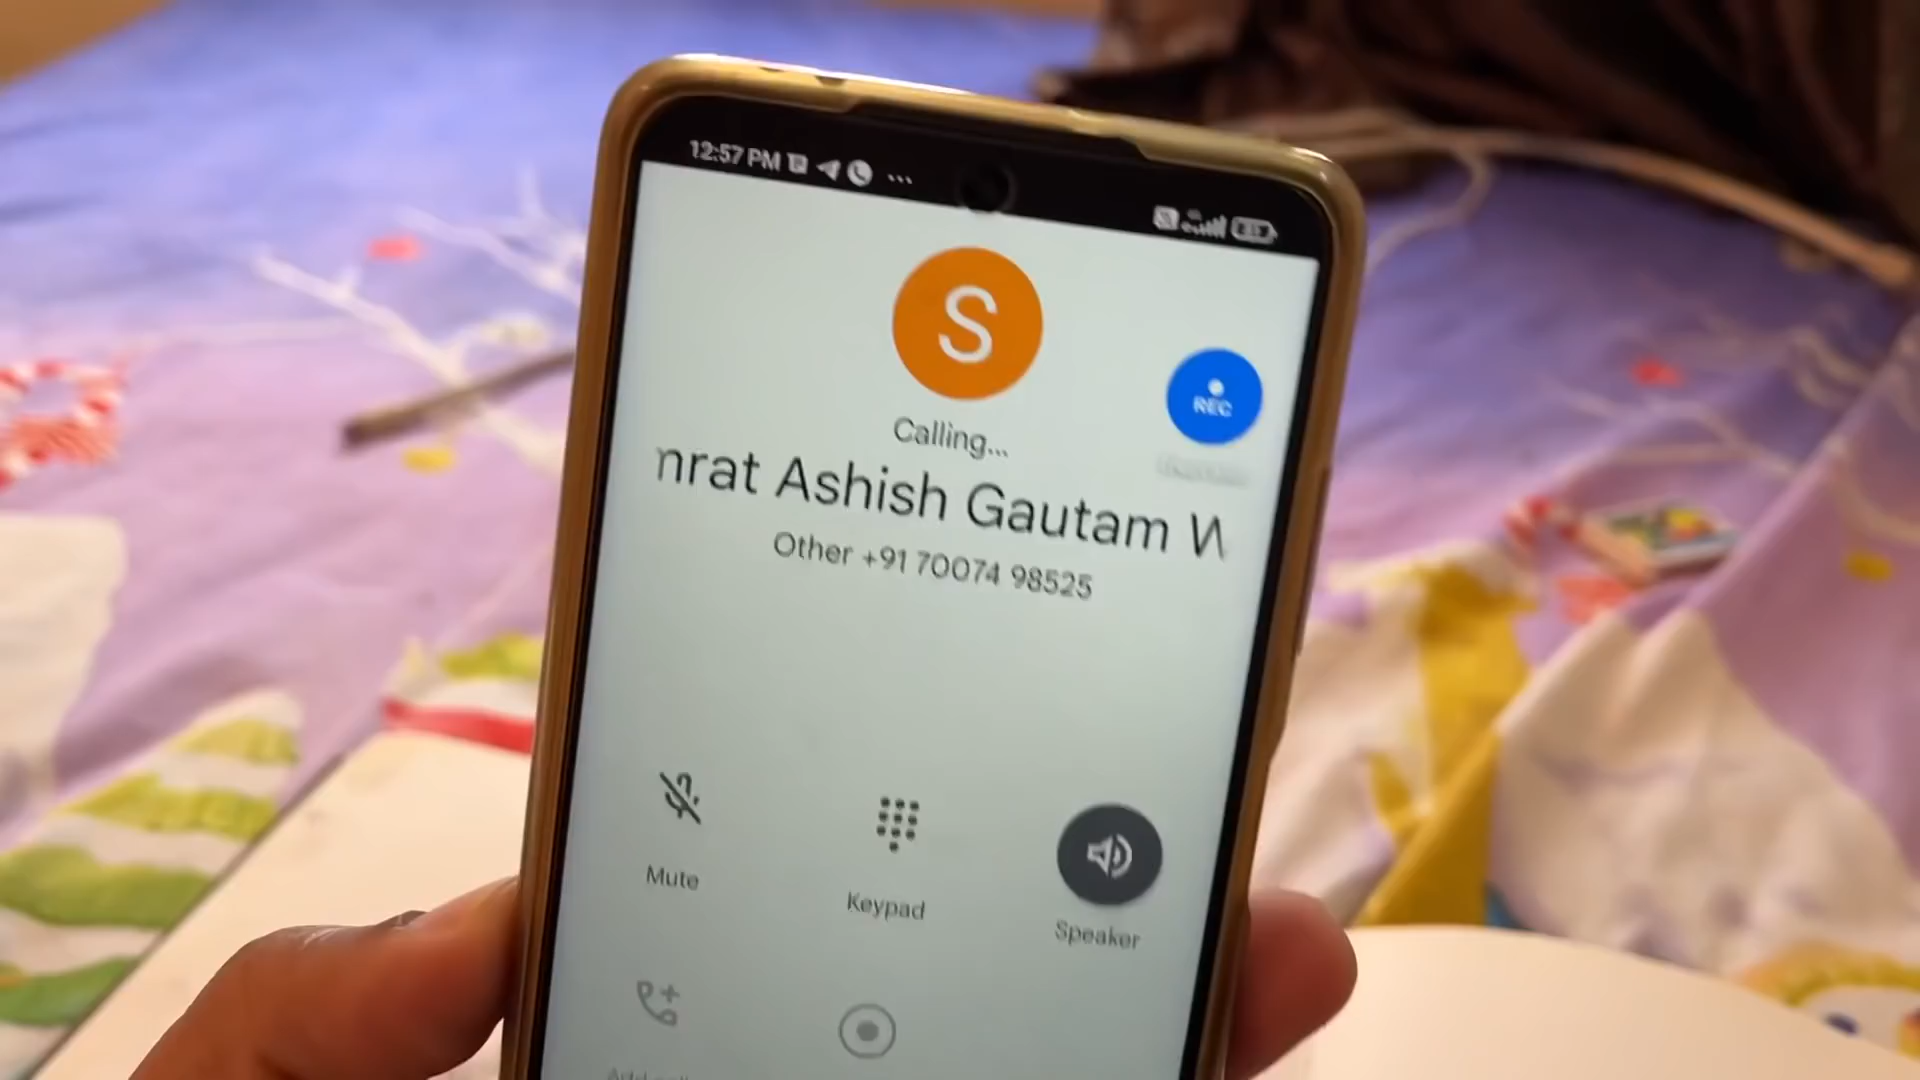 12:57 PM
S
REC
Calling...
nrat Ashish Gautam W
Other +91 70074 98525
Mute
Keypad
Speaker